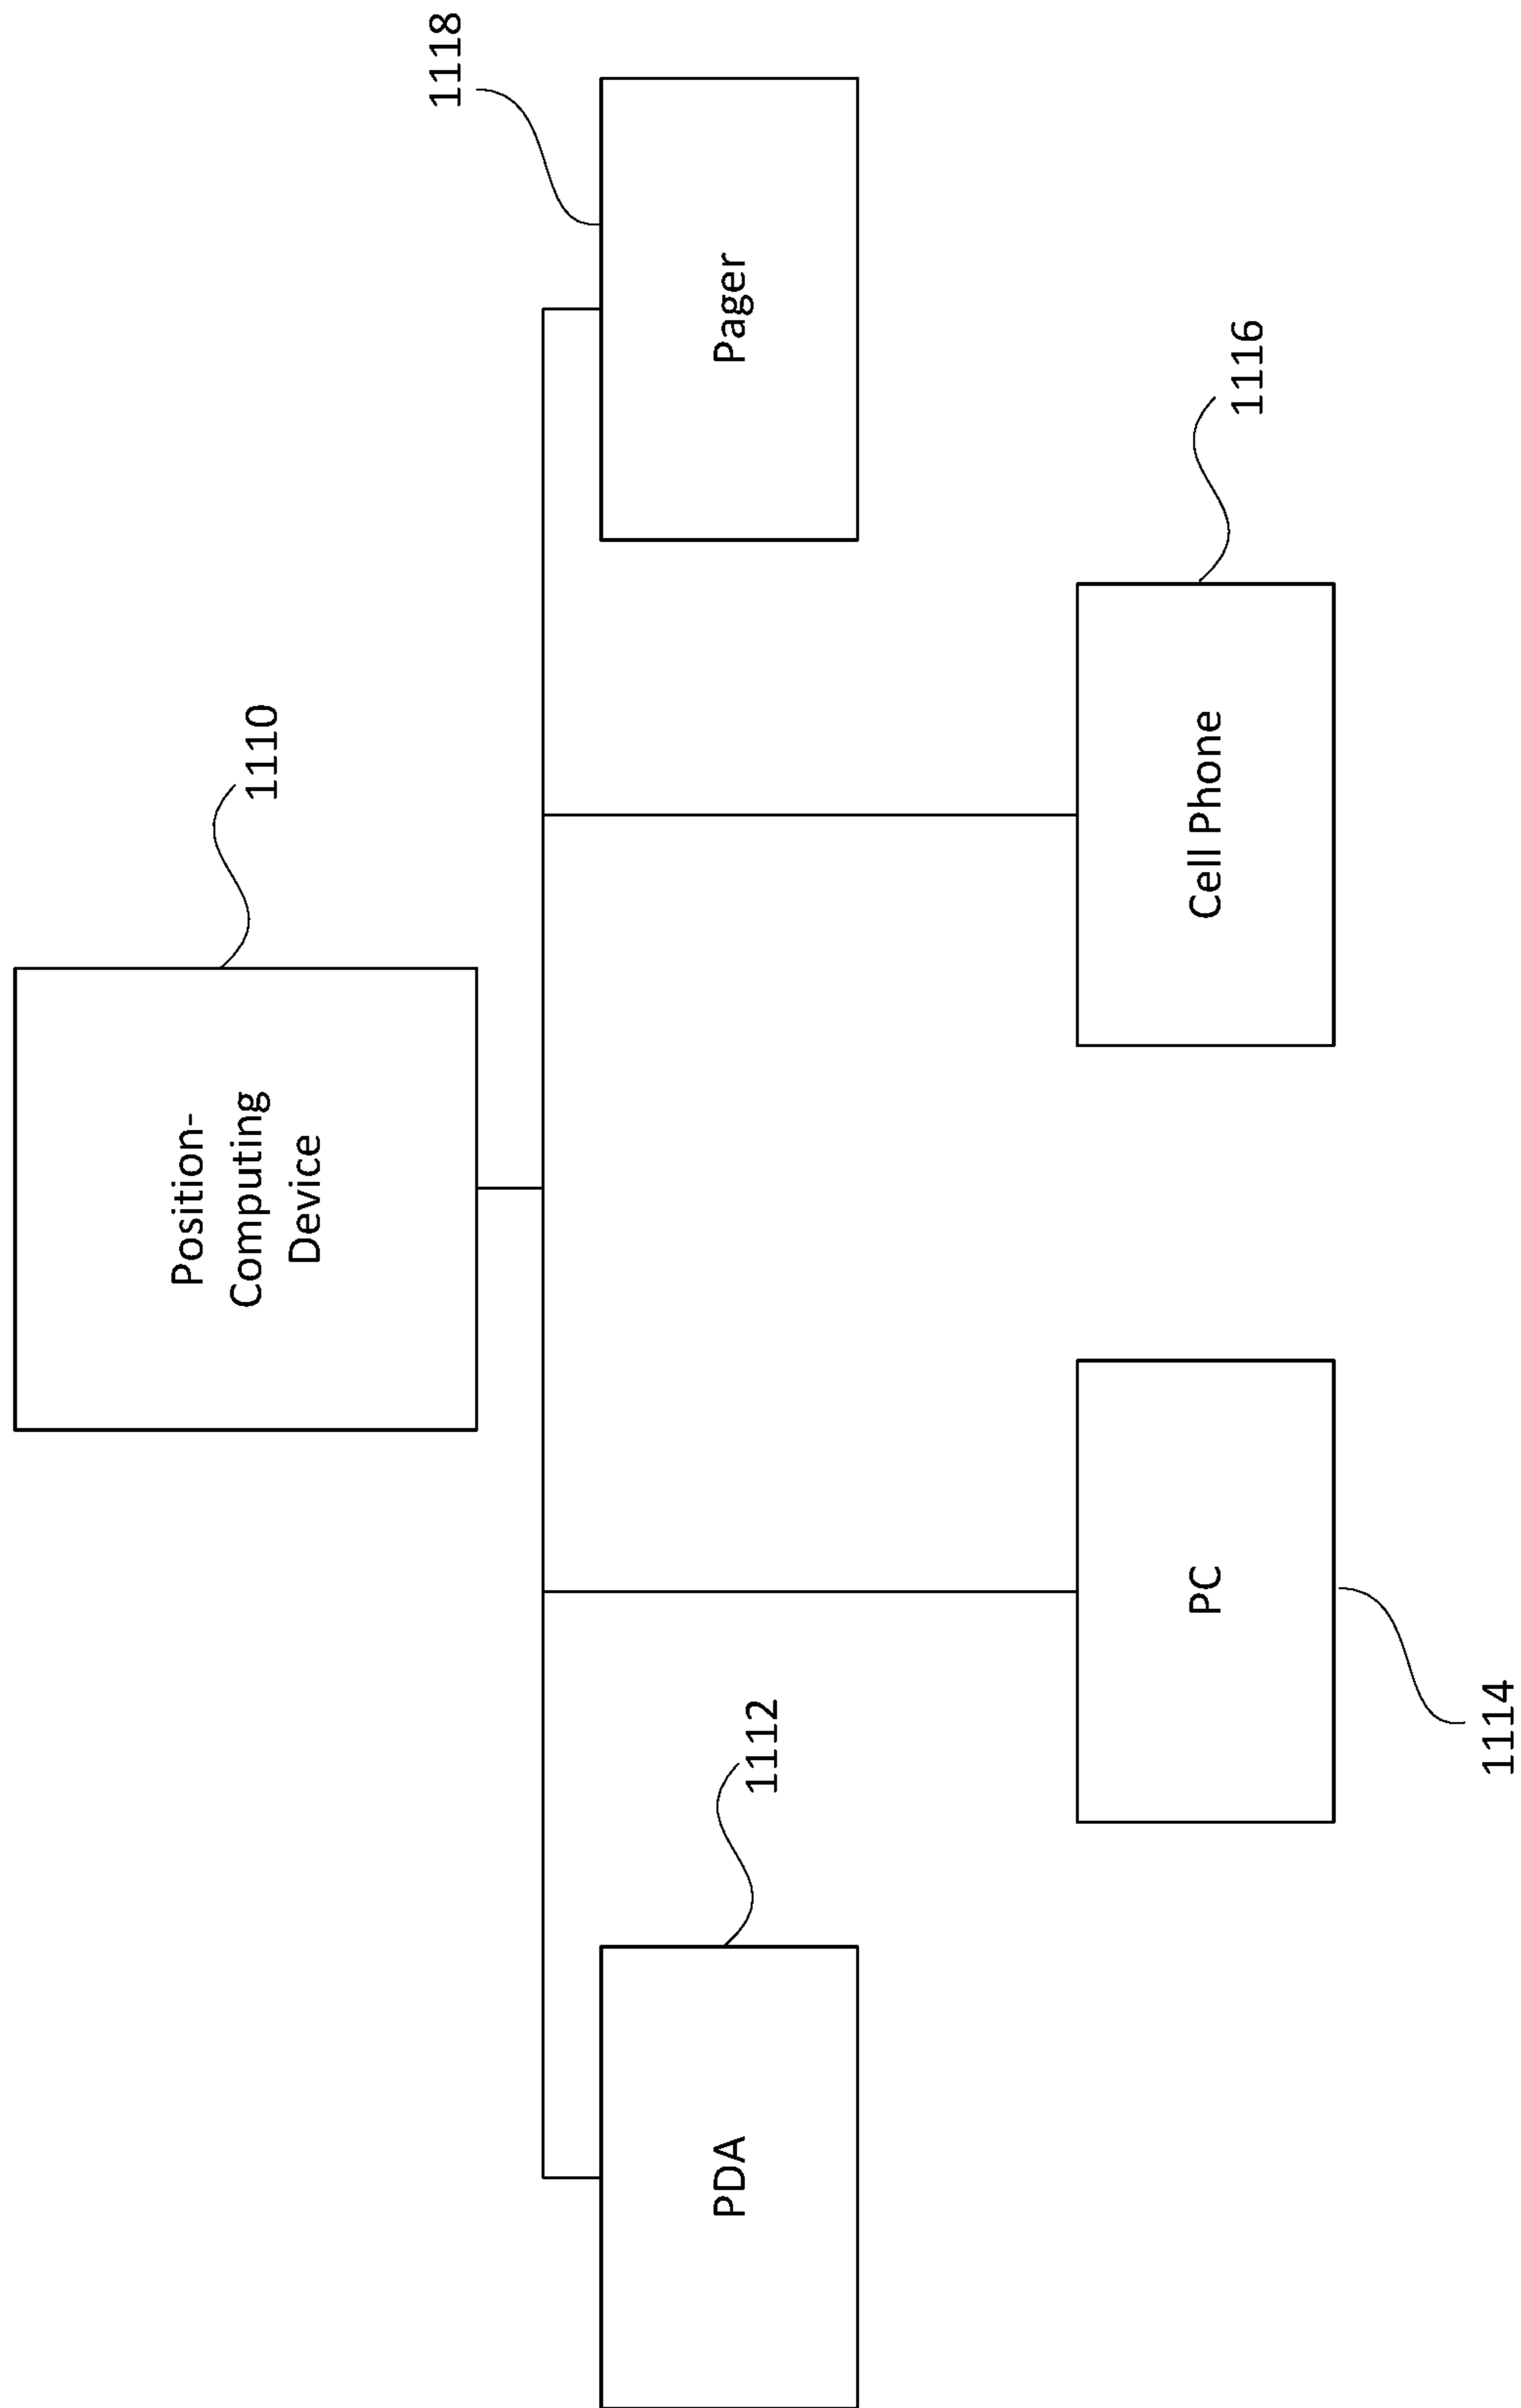 Position-
Computing
Device
1110
PDA
1112
Pager
1118
PC
1114
Cell Phone
1116